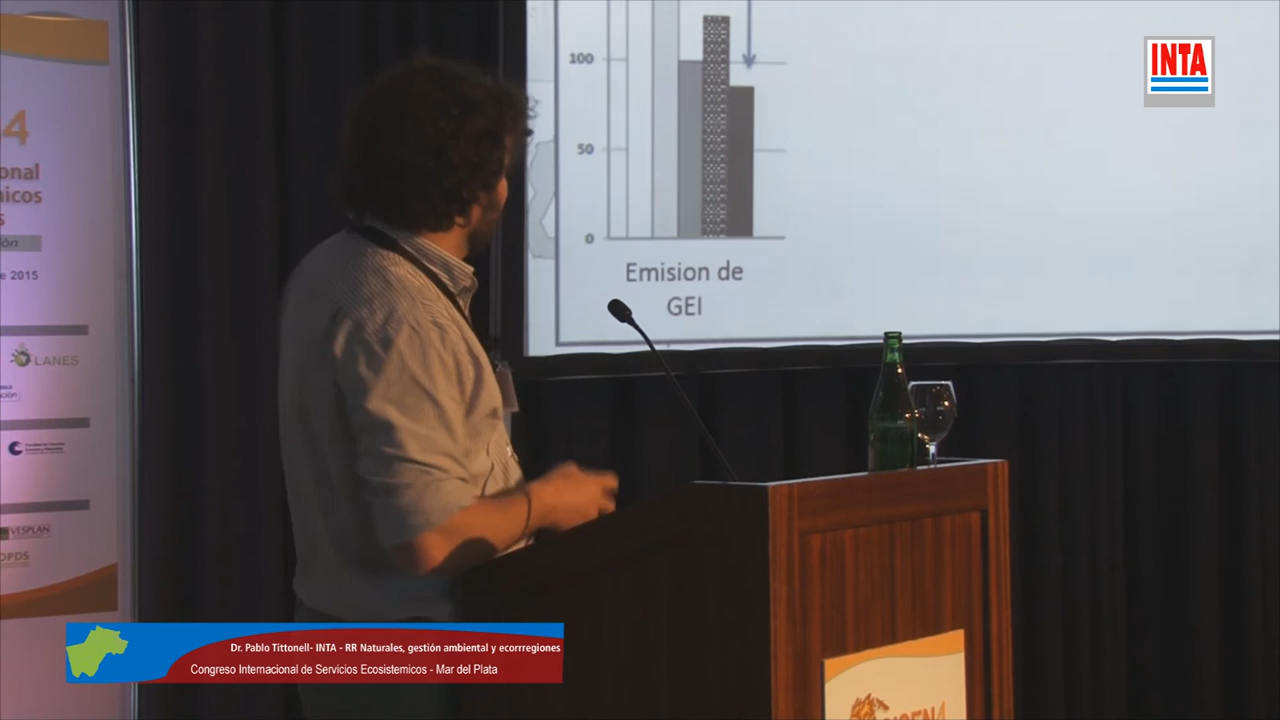 4
onal
icos
s
ón
e 2015
LANES
VESPLAN
OPDS
100
50
0
Emision de
GEI
INTA
Dr. Pablo Tittonell- INTA - RR Naturales, gestión ambiental y ecorrregiones
Congreso Internacional de Servicios Ecosistemicos - Mar del Plata